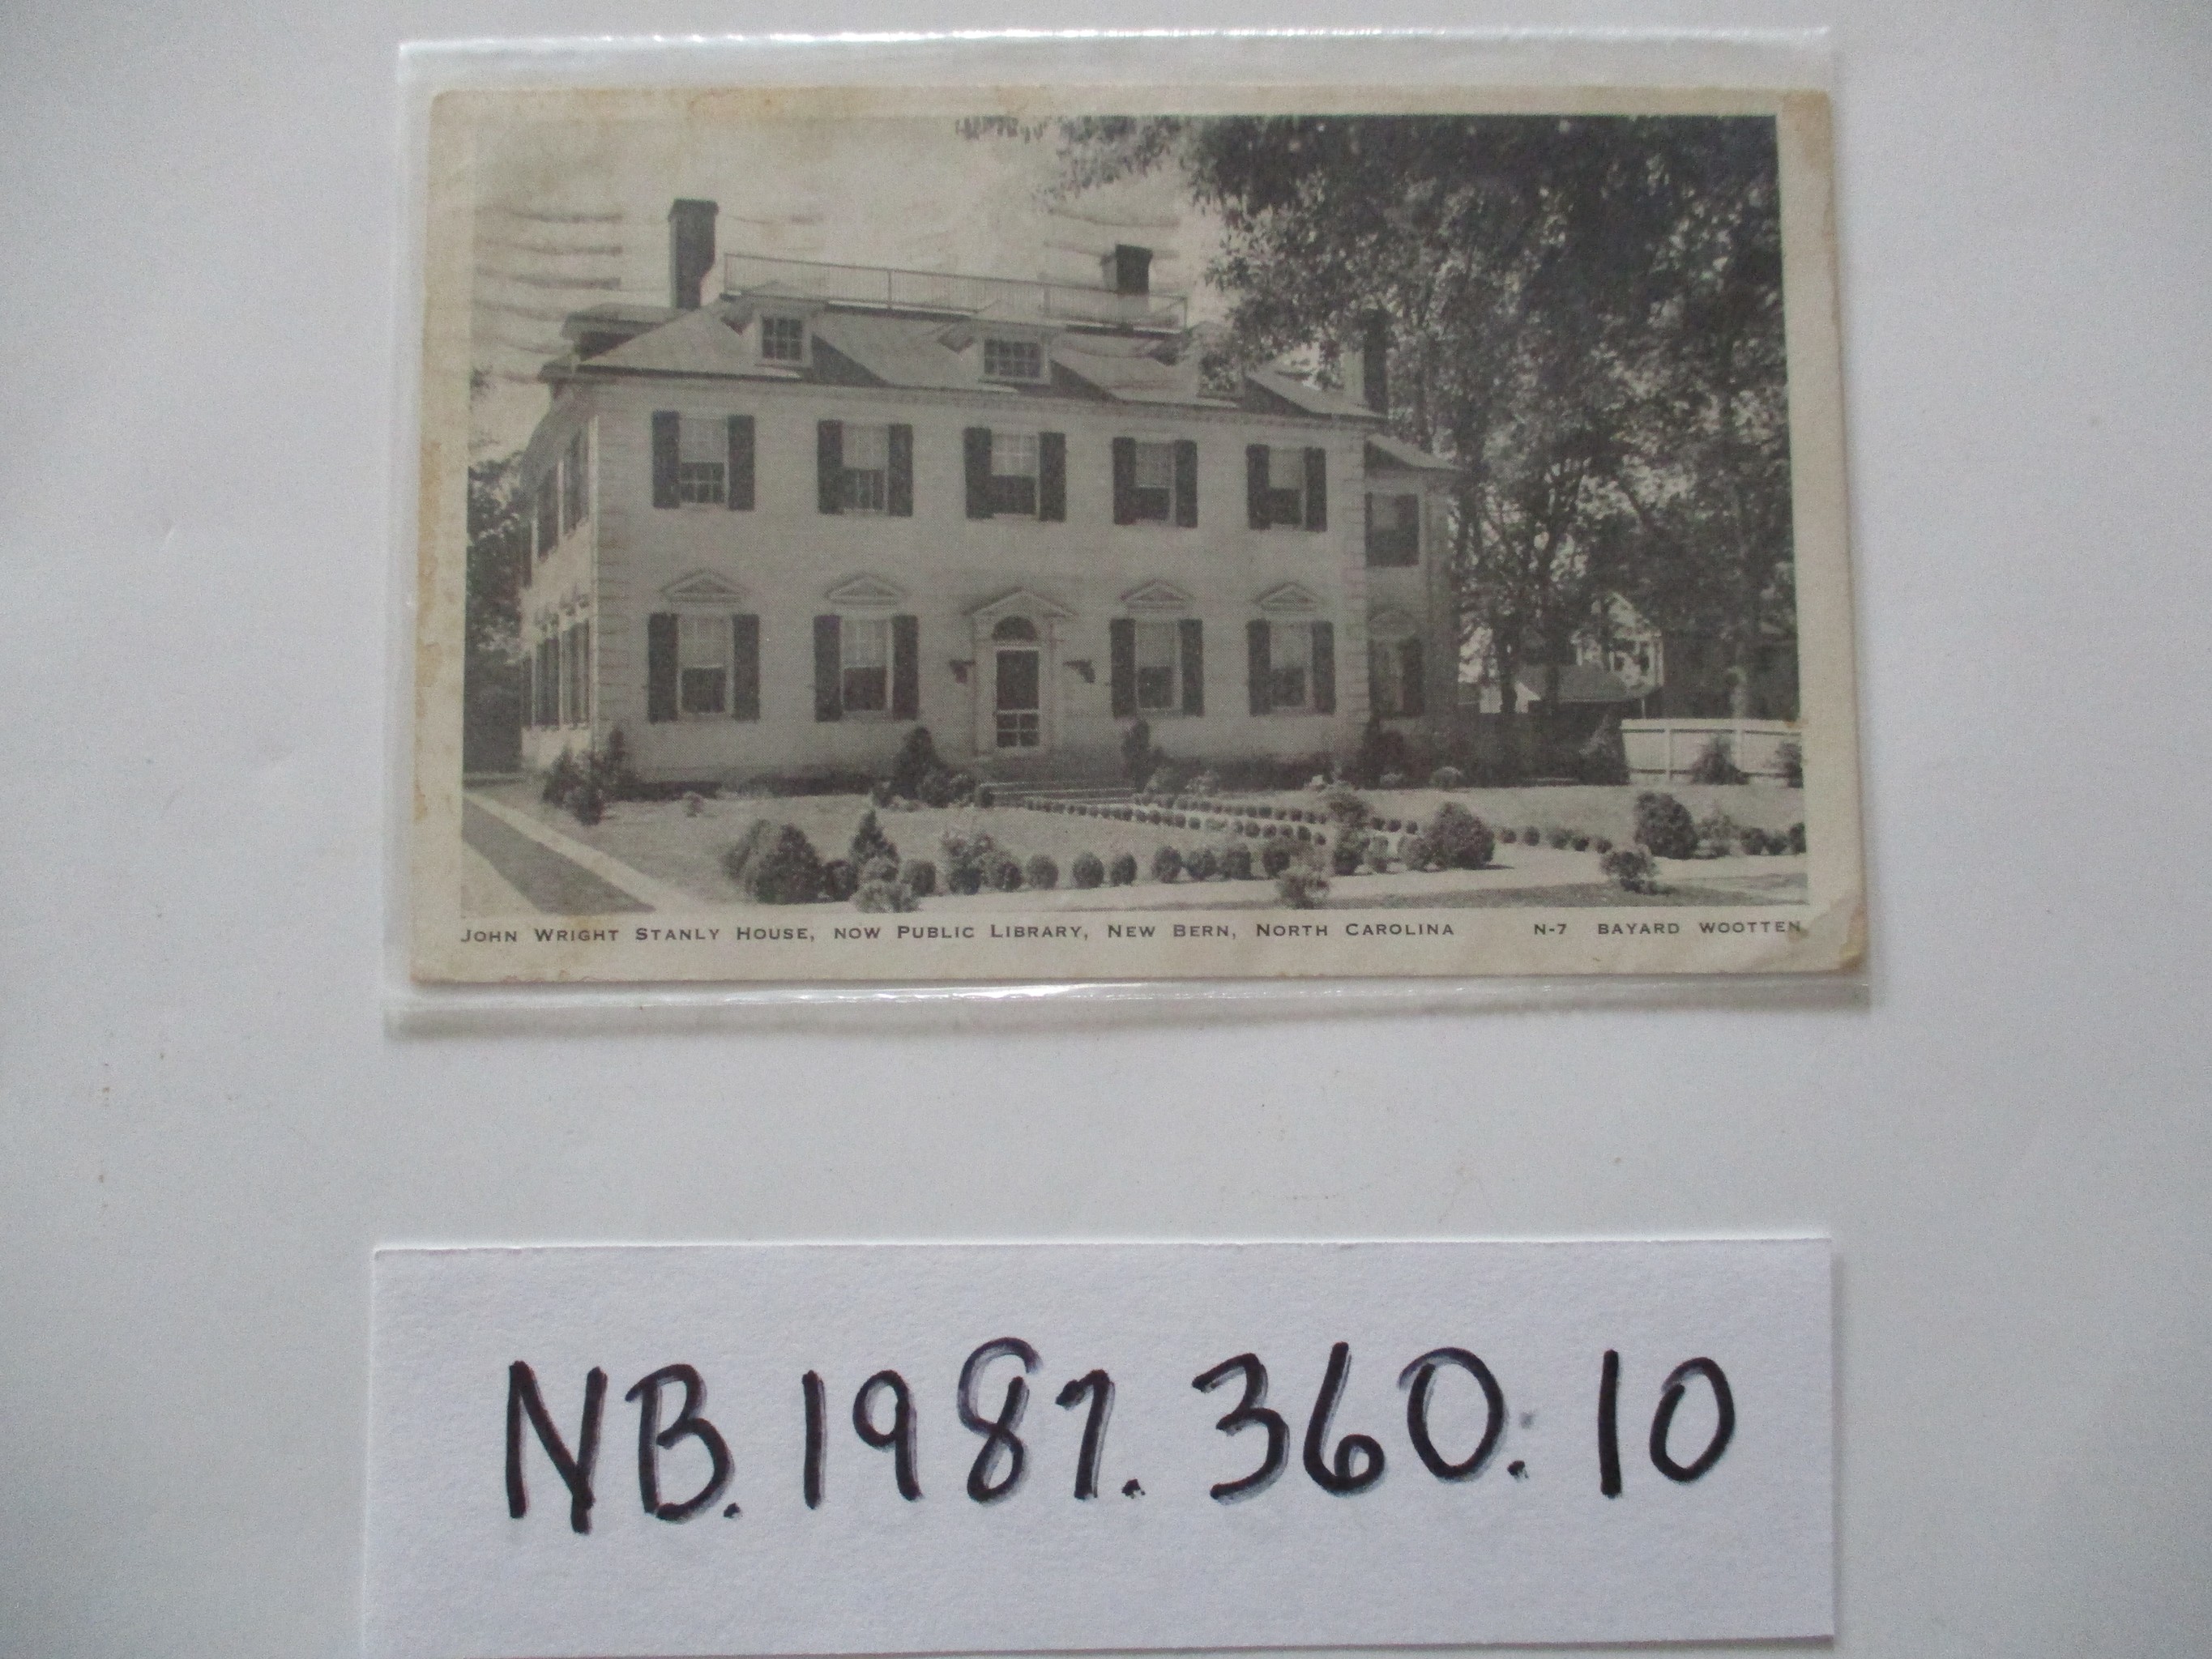 JOHN WRIGHT STANLY HOUSE, NOW PUBLIC LIBRARY, NEW BERN, NORTH CAROLINA N-7 BAYARD WOOTTEN
NB.1987.360.10